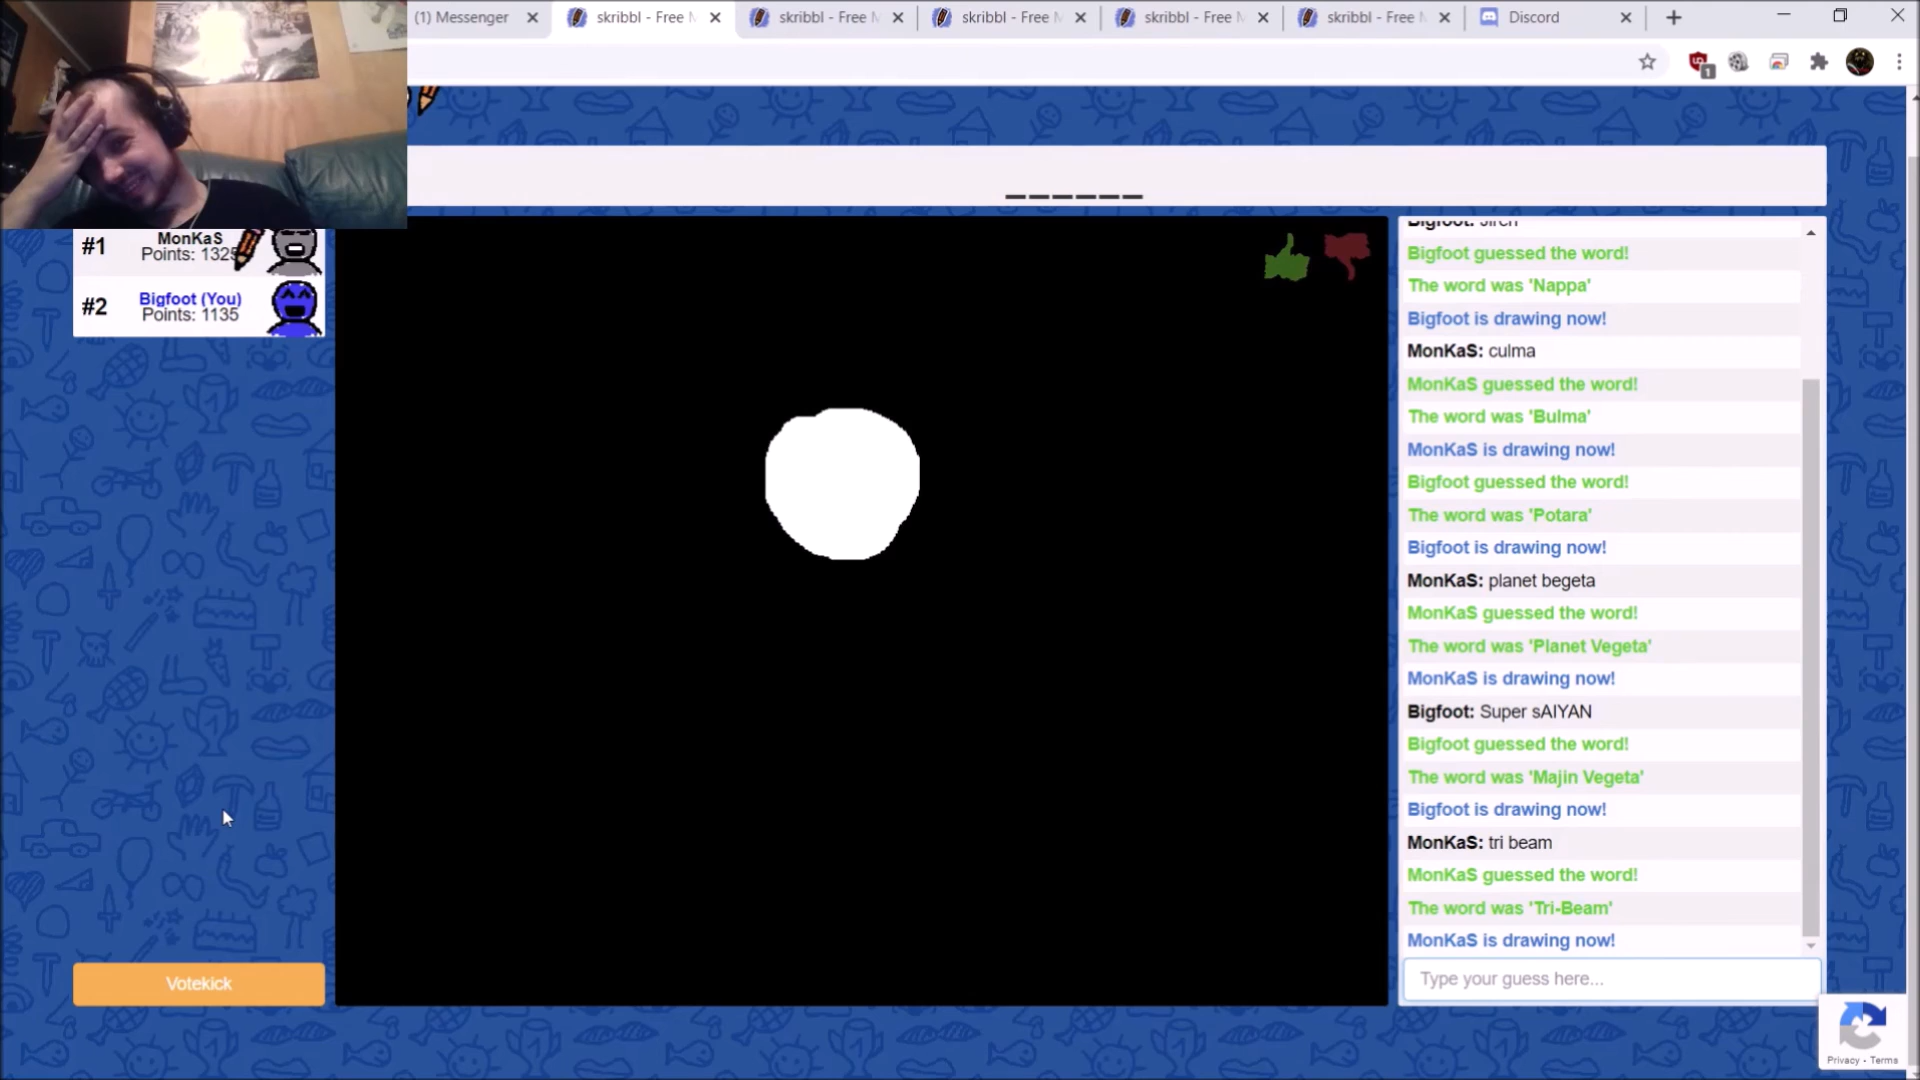 (1) Messenger
skribbl - Free M
skribbl - Free M
skribbl - Free M
skribbl - Free M
skribbl - Free M
Discord
1
______
#1
MonKaS
Points: 1325
#2
Bigfoot (You)
Points: 1135
Votekick
Bigfoot: Jiren
Bigfoot guessed the word!
The word was 'Nappa'
Bigfoot is drawing now!
MonKaS: culma
MonKaS guessed the word!
The word was 'Bulma'
MonKaS is drawing now!
Bigfoot guessed the word!
The word was 'Potara'
Bigfoot is drawing now!
MonKaS: planet begeta
MonKaS guessed the word!
The word was 'Planet Vegeta'
MonKaS is drawing now!
Bigfoot: Super sAIYAN
Bigfoot guessed the word!
The word was 'Majin Vegeta'
Bigfoot is drawing now!
MonKaS: tri beam
MonKaS guessed the word!
The word was 'Tri-Beam'
MonKaS is drawing now!
Type your guess here...
Privacy - Terms